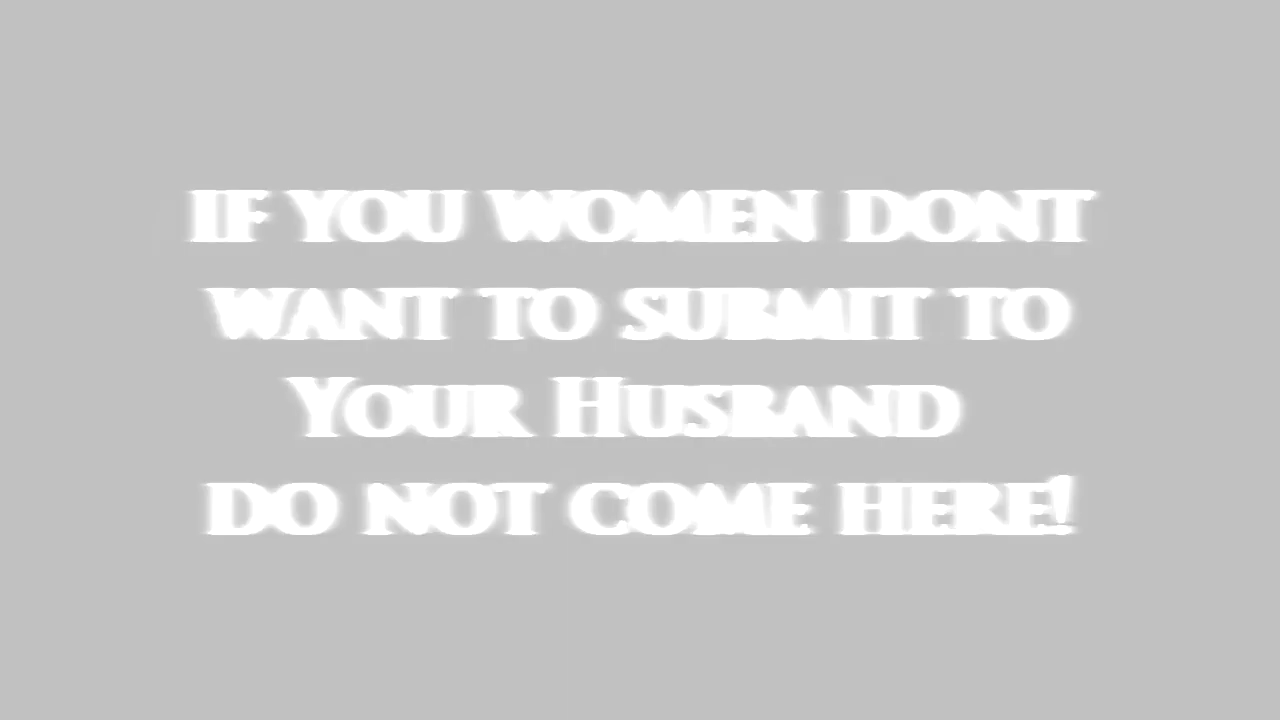 IF YOU WOMEN DONT
WANT TO SUBMIT TO
YOUR HUSBAND
DO NOT COME HERE!